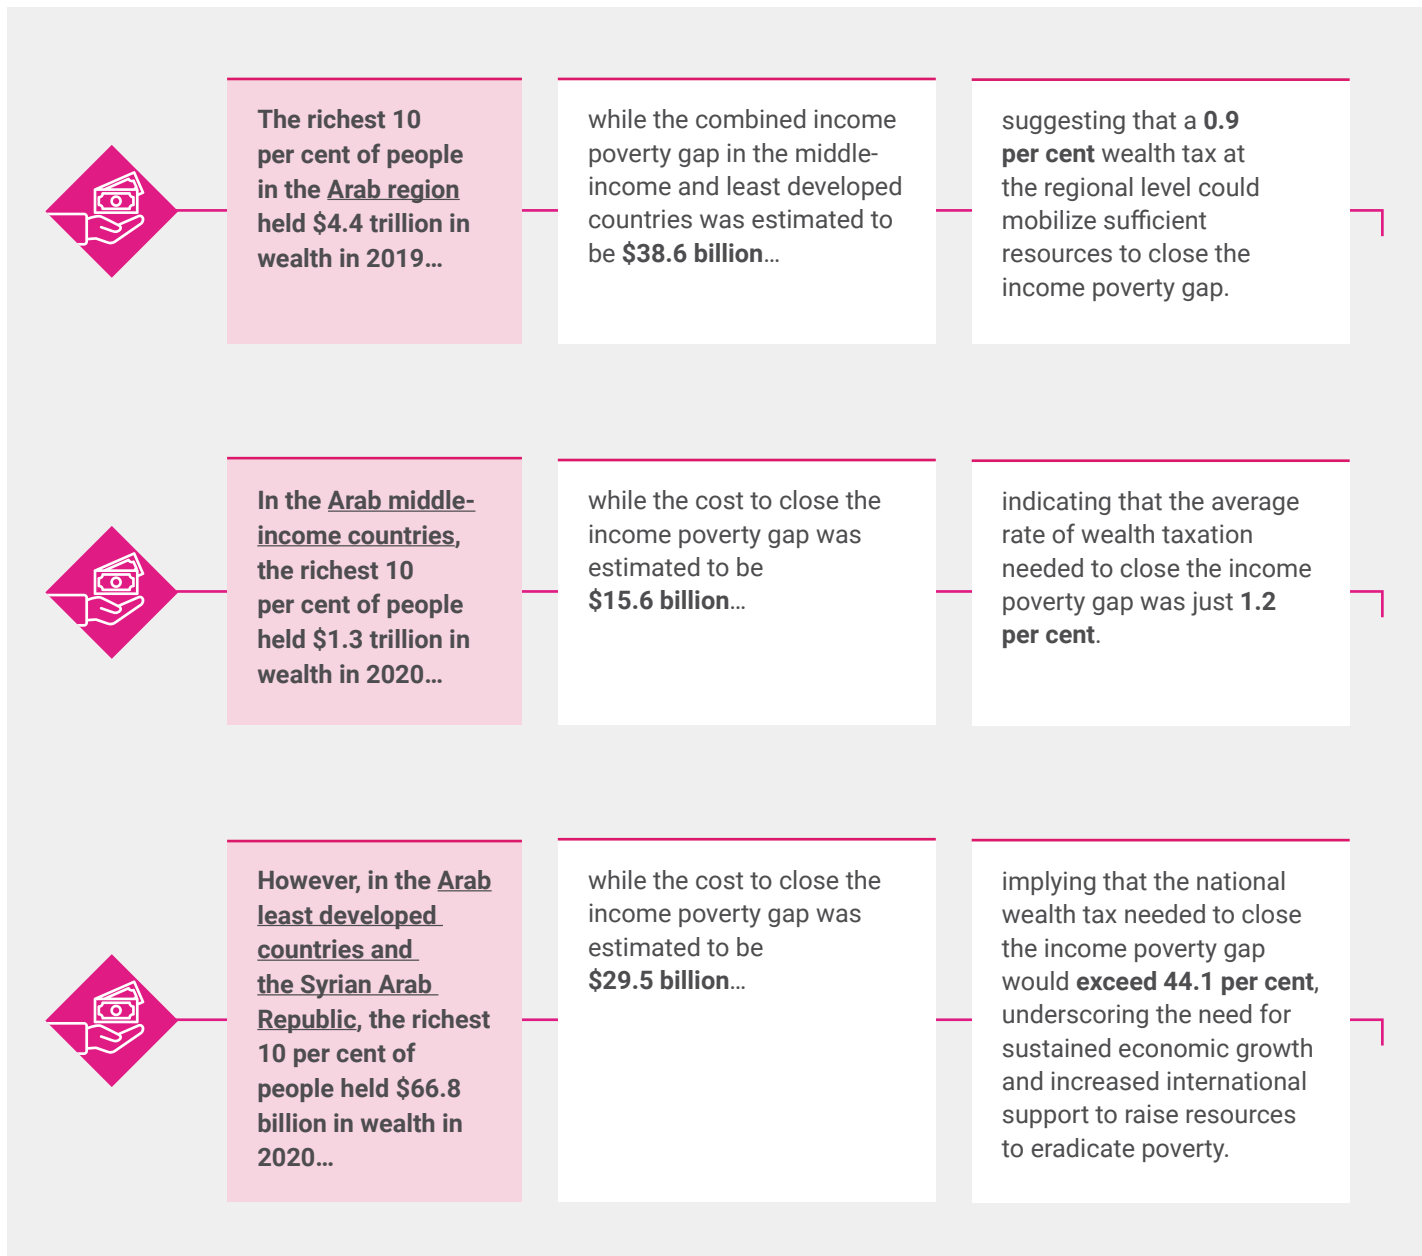 The richest 10
per cent of people
in the Arab region
held $4.4 trillion in
wealth in 2019…
while the combined income
poverty gap in the middle-
income and least developed
countries was estimated to
be $38.6 billion…
suggesting that a 0.9
per cent wealth tax at
the regional level could
mobilize sufficient
resources to close the
income poverty gap.
In the Arab middle-
income countries,
the richest 10
per cent of people
held $1.3 trillion in
wealth in 2020…
while the cost to close the
income poverty gap was
estimated to be
$15.6 billion…
indicating that the average
rate of wealth taxation
needed to close the income
poverty gap was just 1.2
per cent.
However, in the Arab
least developed
countries and
the Syrian Arab
Republic, the richest
10 per cent of
people held $66.8
billion in wealth in
2020…
while the cost to close the
income poverty gap was
estimated to be
$29.5 billion…
implying that the national
wealth tax needed to close
the income poverty gap
would exceed 44.1 per cent,
underscoring the need for
sustained economic growth
and increased international
support to raise resources
to eradicate poverty.